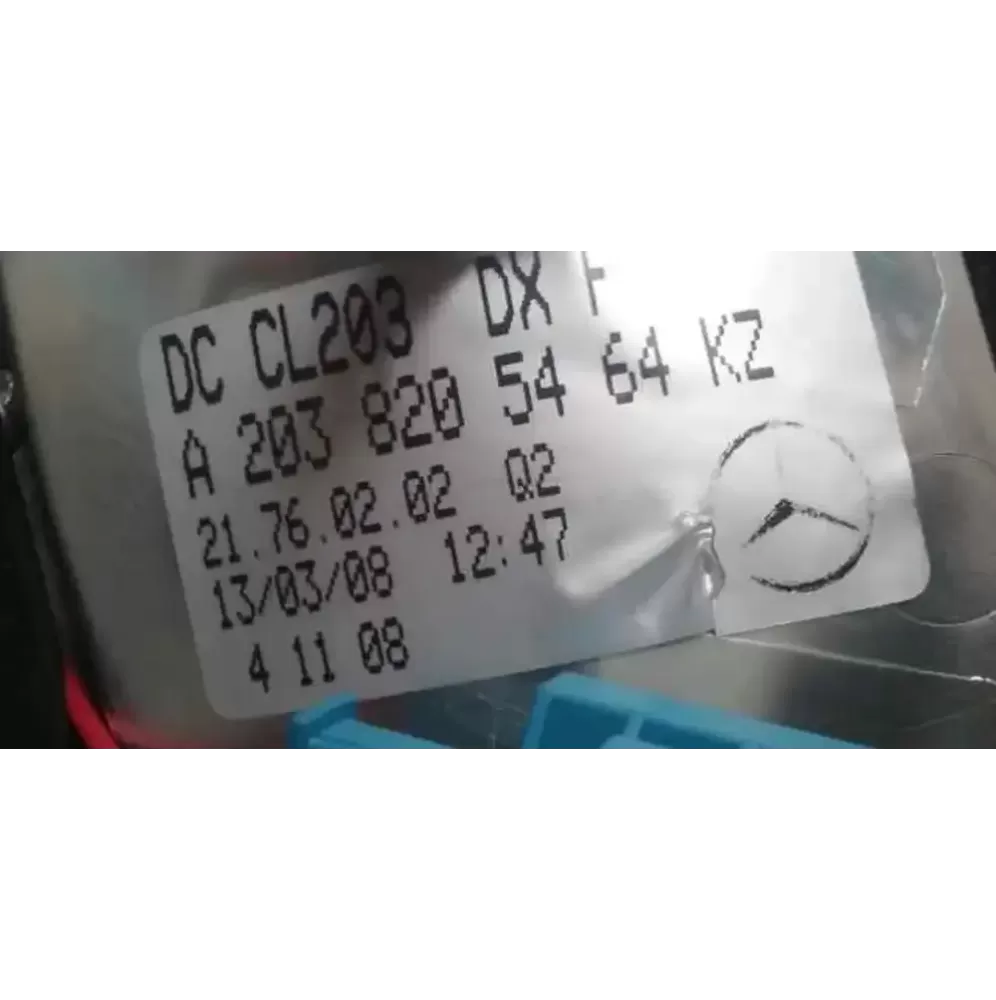 DC CL203 DX
A 203 820 54 64 KZ
21.76.02.02 Q2
13/03/08 12:47
4 11 08